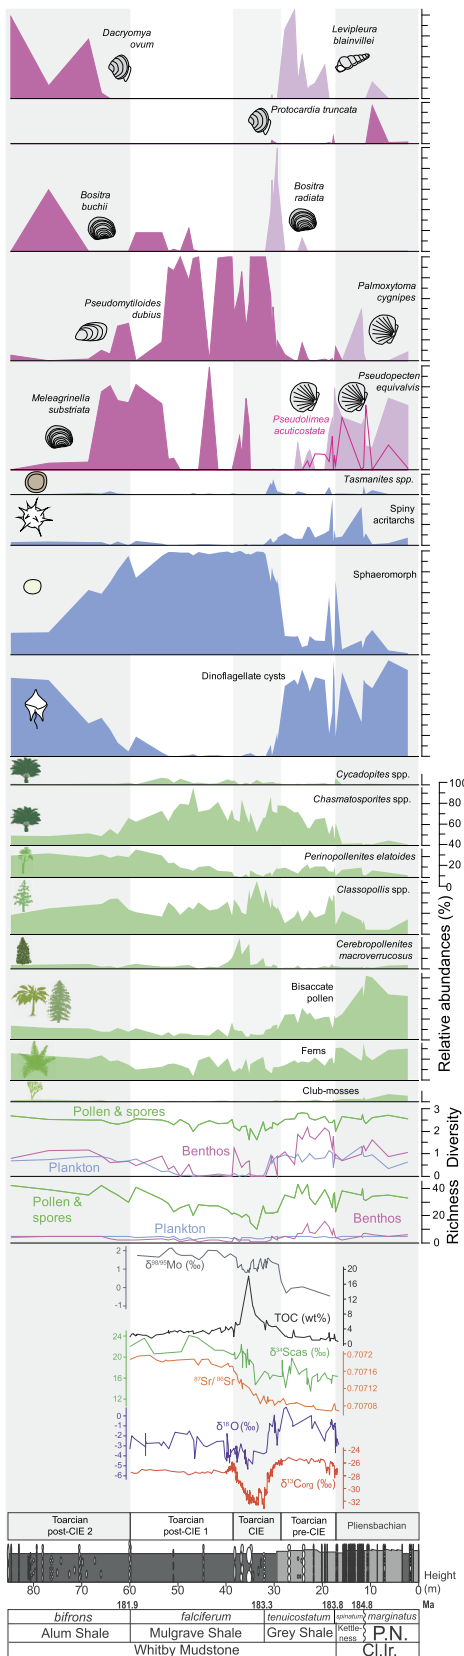 Dacryomya
ovum
Levipleura
blainvillei
Protocardia truncata
Bositra
buchii
Bositra
radiata
Pseudomytiloides
dubius
Palmoxytoma
cygnipes
Meleagrinella
substriata
Pseudopecten
equivalvis
Pseudolimea
acuticostata
Tasmanites spp.
Spiny
acritarchs
Sphaeromorph
Dinoflagellate cysts
Cycadopites spp.
Chasmatosporites spp.
Perinopollenites elatoides
Classopollis spp.
Cerebropollenites
macroverrucosus
Bisaccate
pollen
Ferns
Club-mosses
100
80
60
40
20
0
Relative abundances (%)
Pollen & spores
Benthos
Plankton
3
2
1
0
Diversity
Pollen &
spores
Plankton
Benthos
40
20
0
Richness
2
1
0
-1
δ98/95Mo (‰)
20
16
12
8
4
0
TOC (wt%)
24
20
16
12
δ34Scas (‰)
87Sr/ 86Sr
0.7072
0.70716
0.70712
0.70708
0
-1
-2
-3
-4
-5
-6
δ18O(‰)
-24
-26
-28
-30
-32
δ13Corg (‰)
Toarcian
post-CIE 2
Toarcian
post-CIE 1
Toarcian
CIE
Toarcian
pre-CIE
Pliensbachian
80 70 60 50 40 30 20 10 0
Height
(m)
181.9 183.3 183.8 184.8 Ma
bifrons falciferum tenuicostatum spinatum marginatus
Alum Shale Mulgrave Shale Grey Shale Kettle-
ness P.N.
Whitby Mudstone Cl.Ir.